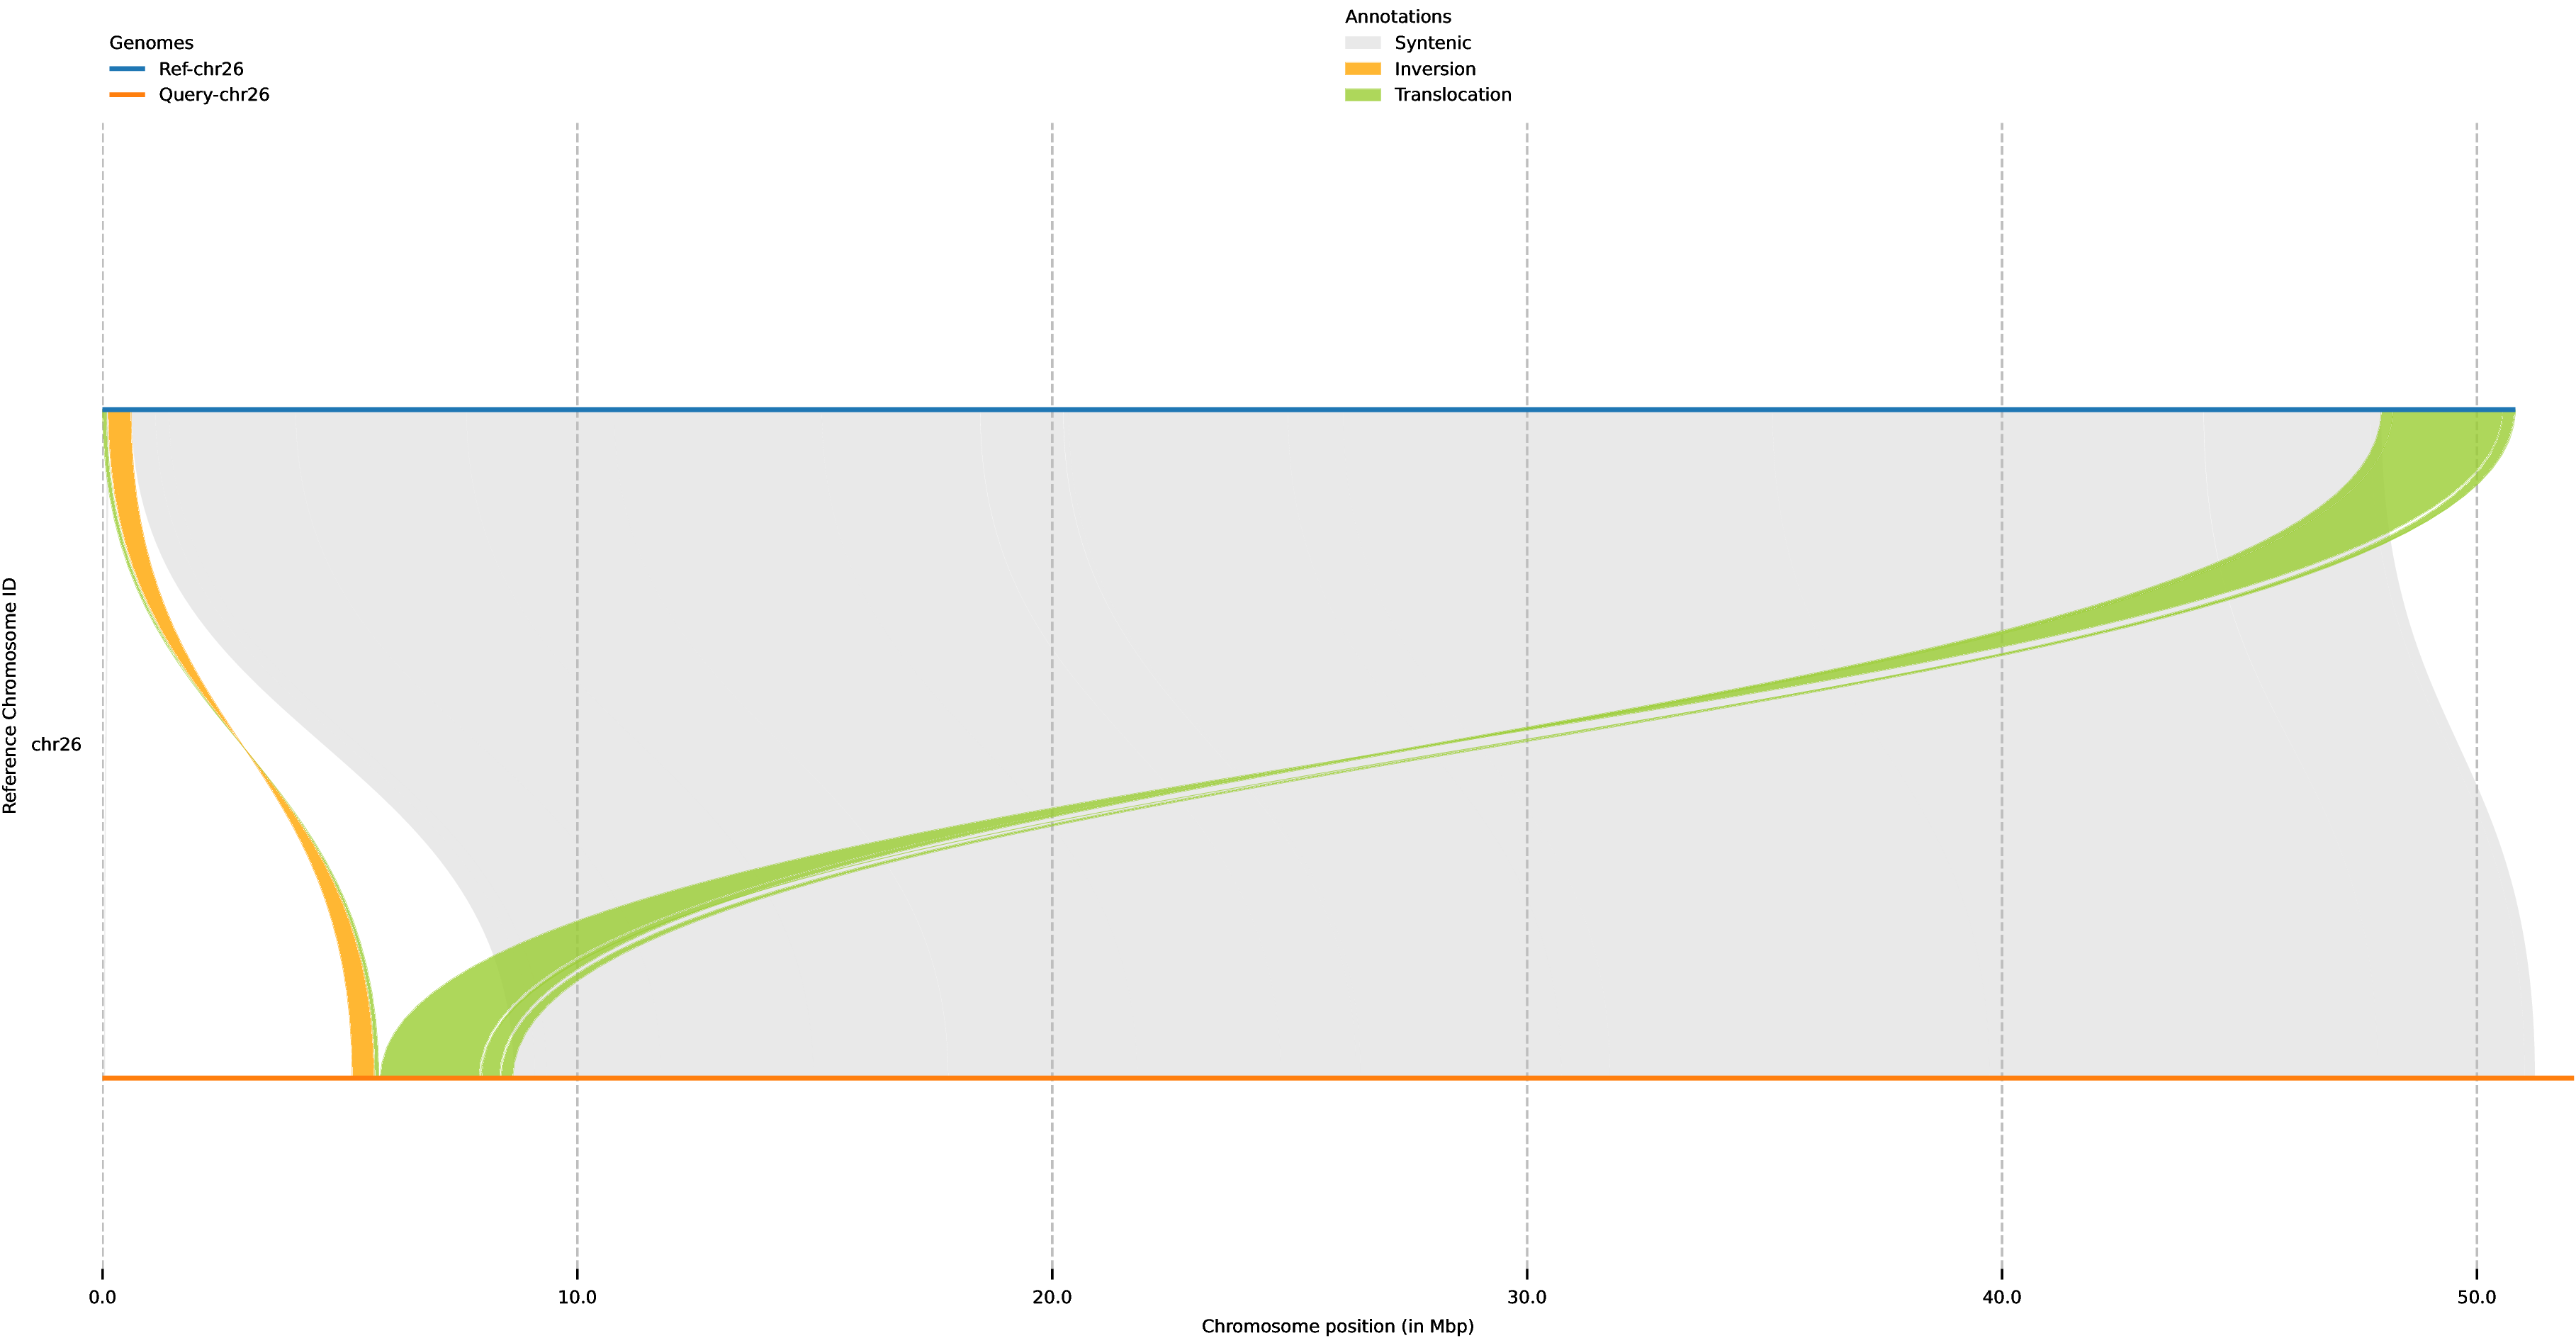 Genomes
Ref-chr26
Query-chr26
Annotations
Syntenic
Inversion
Translocation
Reference Chromosome ID
chr26
0.0 10.0 20.0 30.0 40.0 50.0
Chromosome position (in Mbp)